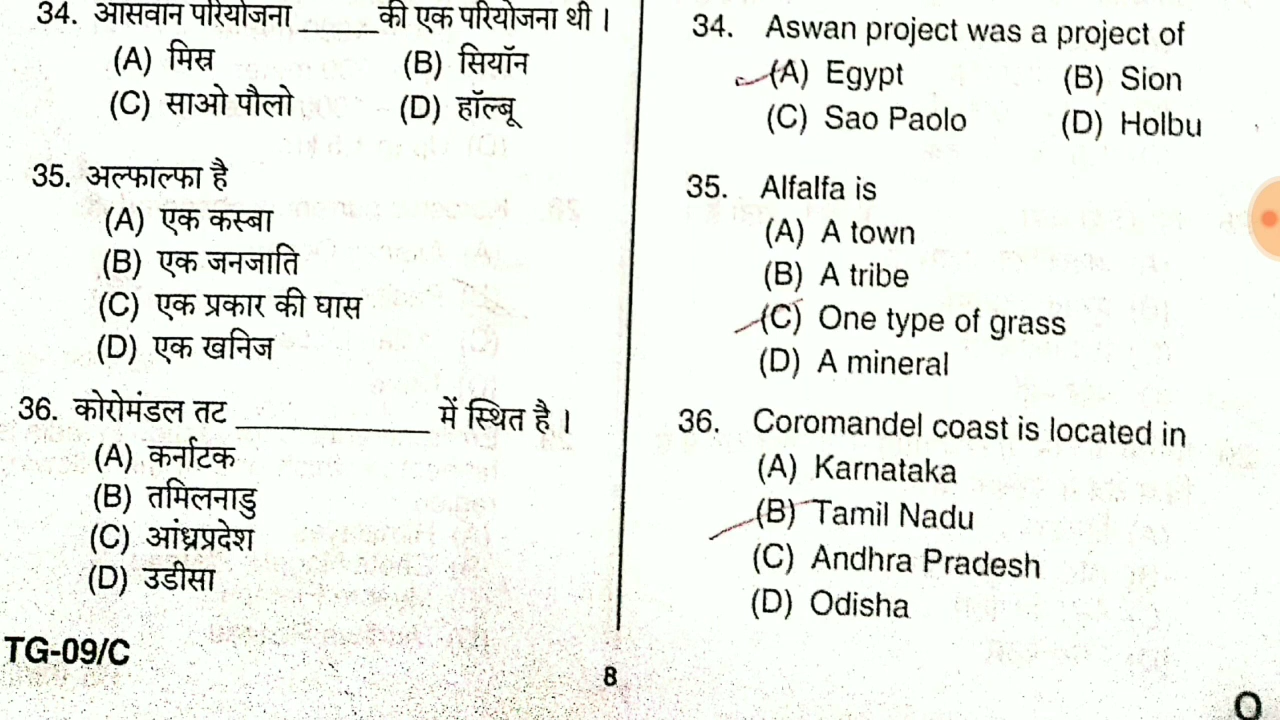 34. आसवान परियोजना ______ की एक परियोजना थी ।
(A) मिस्र (B) सियॉन
(C) साओ पौलो (D) हॉल्बू
35. अल्फाल्फा है
(A) एक कस्बा
(B) एक जनजाति
(C) एक प्रकार की घास
(D) एक खनिज
36. कोरोमंडल तट ______________ में स्थित है ।
(A) कर्नाटक
(B) तमिलनाडु
(C) आंध्रप्रदेश
(D) उडीसा
TG-09/C
34. Aswan project was a project of
(A) Egypt (B) Sion
(C) Sao Paolo (D) Holbu
35. Alfalfa is
(A) A town
(B) A tribe
(C) One type of grass
(D) A mineral
36. Coromandel coast is located in
(A) Karnataka
(B) Tamil Nadu
(C) Andhra Pradesh
(D) Odisha
8